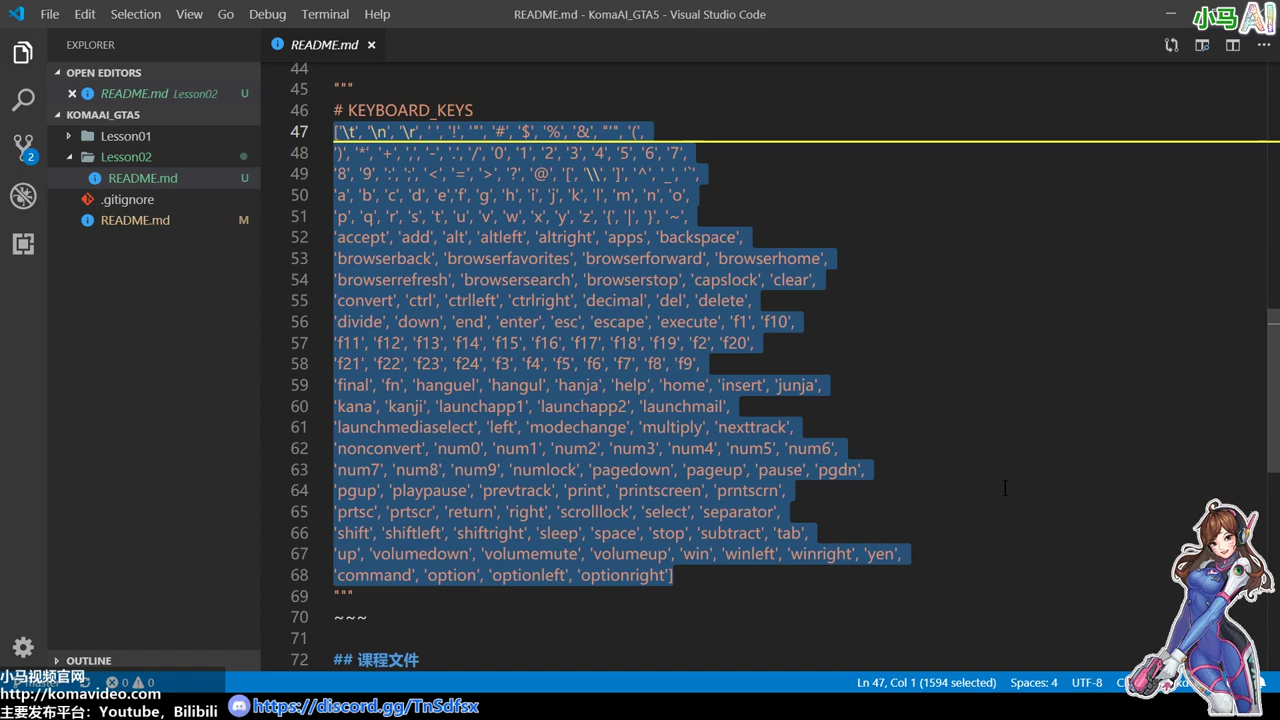 File Edit Selection View Go Debug Terminal Help
README.md - KomaAI_GTA5 - Visual Studio Code
小马AI
EXPLORER
README.md
OPEN EDITORS
README.md Lesson02 U
KOMAAI_GTA5
Lesson01
Lesson02
README.md U
.gitignore
README.md M
2
44
45 """
46 # KEYBOARD_KEYS
47 ['\t', '\n', '\r', ' ', '!', '"', '#', '$', '%', '&', "'", '(',
48 ')', '*', '+', ',', '-', '.', '/', '0', '1', '2', '3', '4', '5', '6', '7',
49 '8', '9', ':', ';', '<', '=', '>', '?', '@', '[', '\\', ']', '^', '_', '`',
50 'a', 'b', 'c', 'd', 'e','f', 'g', 'h', 'i', 'j', 'k', 'l', 'm', 'n', 'o',
51 'p', 'q', 'r', 's', 't', 'u', 'v', 'w', 'x', 'y', 'z', '{', '|', '}', '~',
52 'accept', 'add', 'alt', 'altleft', 'altright', 'apps', 'backspace',
53 'browserback', 'browserfavorites', 'browserforward', 'browserhome',
54 'browserrefresh', 'browsersearch', 'browserstop', 'capslock', 'clear',
55 'convert', 'ctrl', 'ctrlleft', 'ctrlright', 'decimal', 'del', 'delete',
56 'divide', 'down', 'end', 'enter', 'esc', 'escape', 'execute', 'f1', 'f10',
57 'f11', 'f12', 'f13', 'f14', 'f15', 'f16', 'f17', 'f18', 'f19', 'f2', 'f20',
58 'f21', 'f22', 'f23', 'f24', 'f3', 'f4', 'f5', 'f6', 'f7', 'f8', 'f9',
59 'final', 'fn', 'hanguel', 'hangul', 'hanja', 'help', 'home', 'insert', 'junja',
60 'kana', 'kanji', 'launchapp1', 'launchapp2', 'launchmail',
61 'launchmediaselect', 'left', 'modechange', 'multiply', 'nexttrack',
62 'nonconvert', 'num0', 'num1', 'num2', 'num3', 'num4', 'num5', 'num6',
63 'num7', 'num8', 'num9', 'numlock', 'pagedown', 'pageup', 'pause', 'pgdn',
64 'pgup', 'playpause', 'prevtrack', 'print', 'printscreen', 'prntscrn',
65 'prtsc', 'prtscr', 'return', 'right', 'scrolllock', 'select', 'separator',
66 'shift', 'shiftleft', 'shiftright', 'sleep', 'space', 'stop', 'subtract', 'tab',
67 'up', 'volumedown', 'volumemute', 'volumeup', 'win', 'winleft', 'winright', 'yen',
68 'command', 'option', 'optionleft', 'optionright']
69 """
70 ~~~
71
72 ## 课程文件
OUTLINE
小马视频官网
0 0
Ln 47, Col 1 (1594 selected) Spaces: 4 UTF-8
http://komavideo.com
主要发布平台：Youtube，Bilibili
https://discord.gg/TnSdfsx